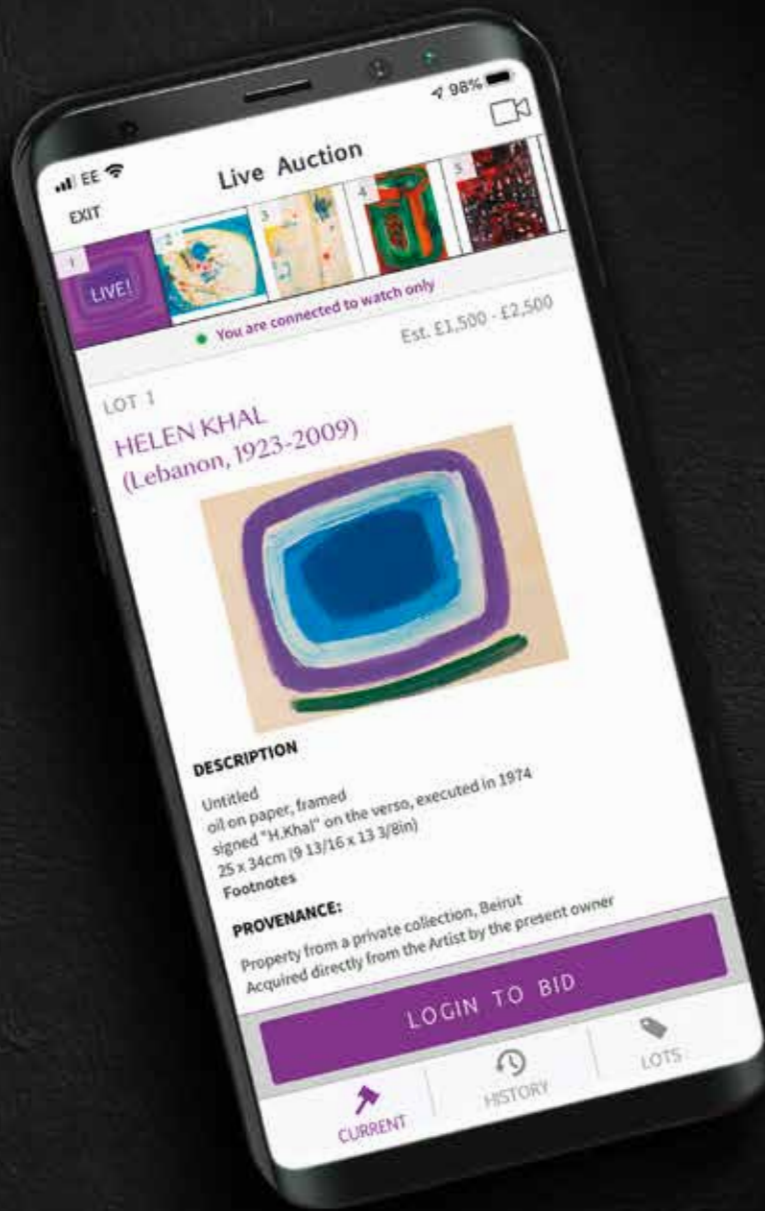 EE
98%
EXIT
Live Auction
1
LIVE!
2
3
4
5
You are connected to watch only
LOT 1
Est. £1,500 - £2,500
HELEN KHAL
(Lebanon, 1923-2009)
DESCRIPTION
Untitled
oil on paper, framed
signed "H.Khal" on the verso, executed in 1974
25 x 34cm (9 13/16 x 13 3/8in)
Footnotes
PROVENANCE:
Property from a private collection, Beirut
Acquired directly from the Artist by the present owner
LOGIN TO BID
CURRENT
HISTORY
LOTS